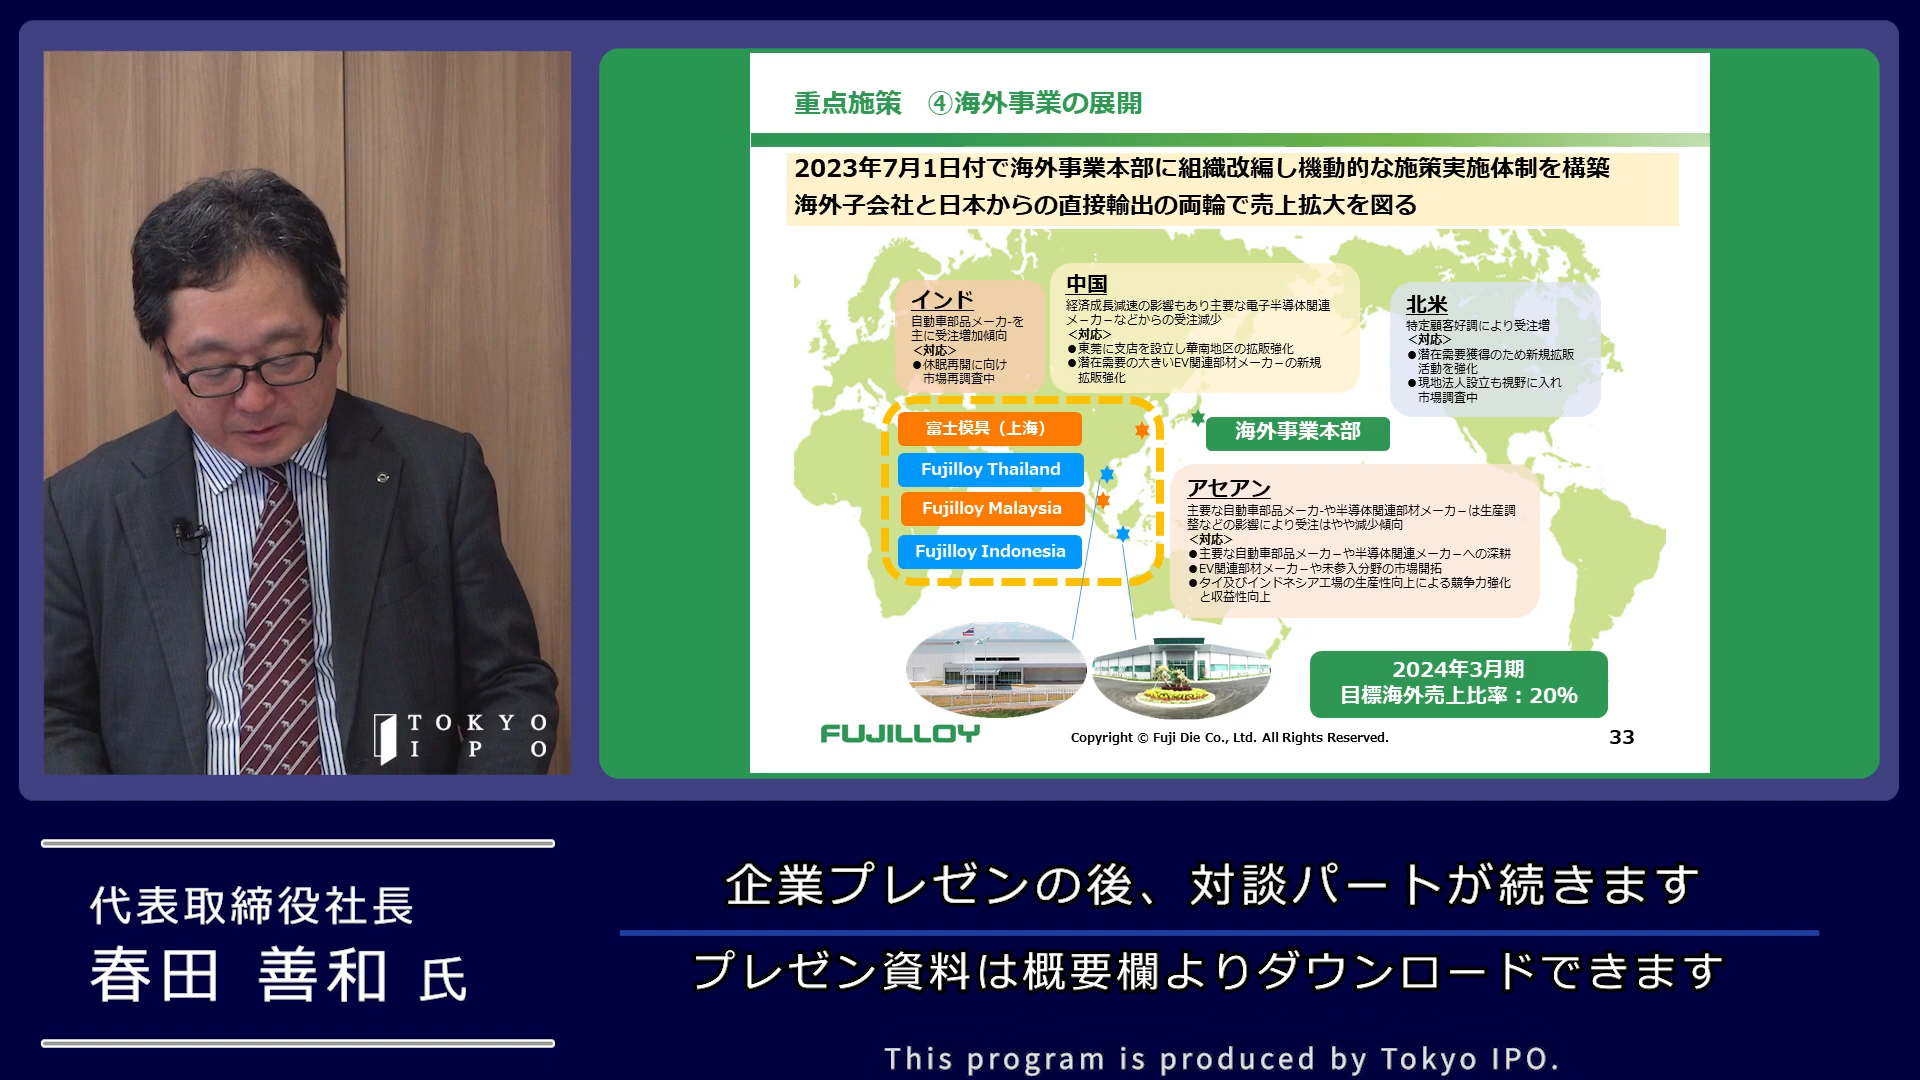 重点施策 ④海外事業の展開
2023年7月1日付で海外事業本部に組織改編し機動的な施策実施体制を構築
海外子会社と日本からの直接輸出の両輪で売上拡大を図る
インド
自動車部品メーカ-を
主に受注増加傾向
<対応>
●休眠再開に向け
市場再調査中
中国
経済成長減速の影響もあり主要な電子半導体関連
メーカーなどからの受注減少
<対応>
●東莞に支店を設立し華南地区の拡販強化
●潜在需要の大きいEV関連部材メーカーの新規
拡販強化
北米
特定顧客好調により受注増
<対応>
●潜在需要獲得のため新規拡販
活動を強化
●現地法人設立も視野に入れ
市場調査中
富士模具（上海）
Fujilloy Thailand
Fujilloy Malaysia
Fujilloy Indonesia
海外事業本部
アセアン
主要な自動車部品メーカ-や半導体関連部材メーカーは生産調
整などの影響により受注はやや減少傾向
<対応>
●主要な自動車部品メーカーや半導体関連メーカーへの深耕
●EV関連部材メーカーや未参入分野の市場開拓
●タイ及びインドネシア工場の生産性向上による競争力強化
と収益性向上
2024年3月期
目標海外売上比率：20%
FUJILLOY
Copyright © Fuji Die Co., Ltd. All Rights Reserved.
33
TOKYO
IPO
代表取締役社長
春田 善和 氏
企業プレゼンの後、対談パートが続きます
プレゼン資料は概要欄よりダウンロードできます
This program is produced by Tokyo IPO.